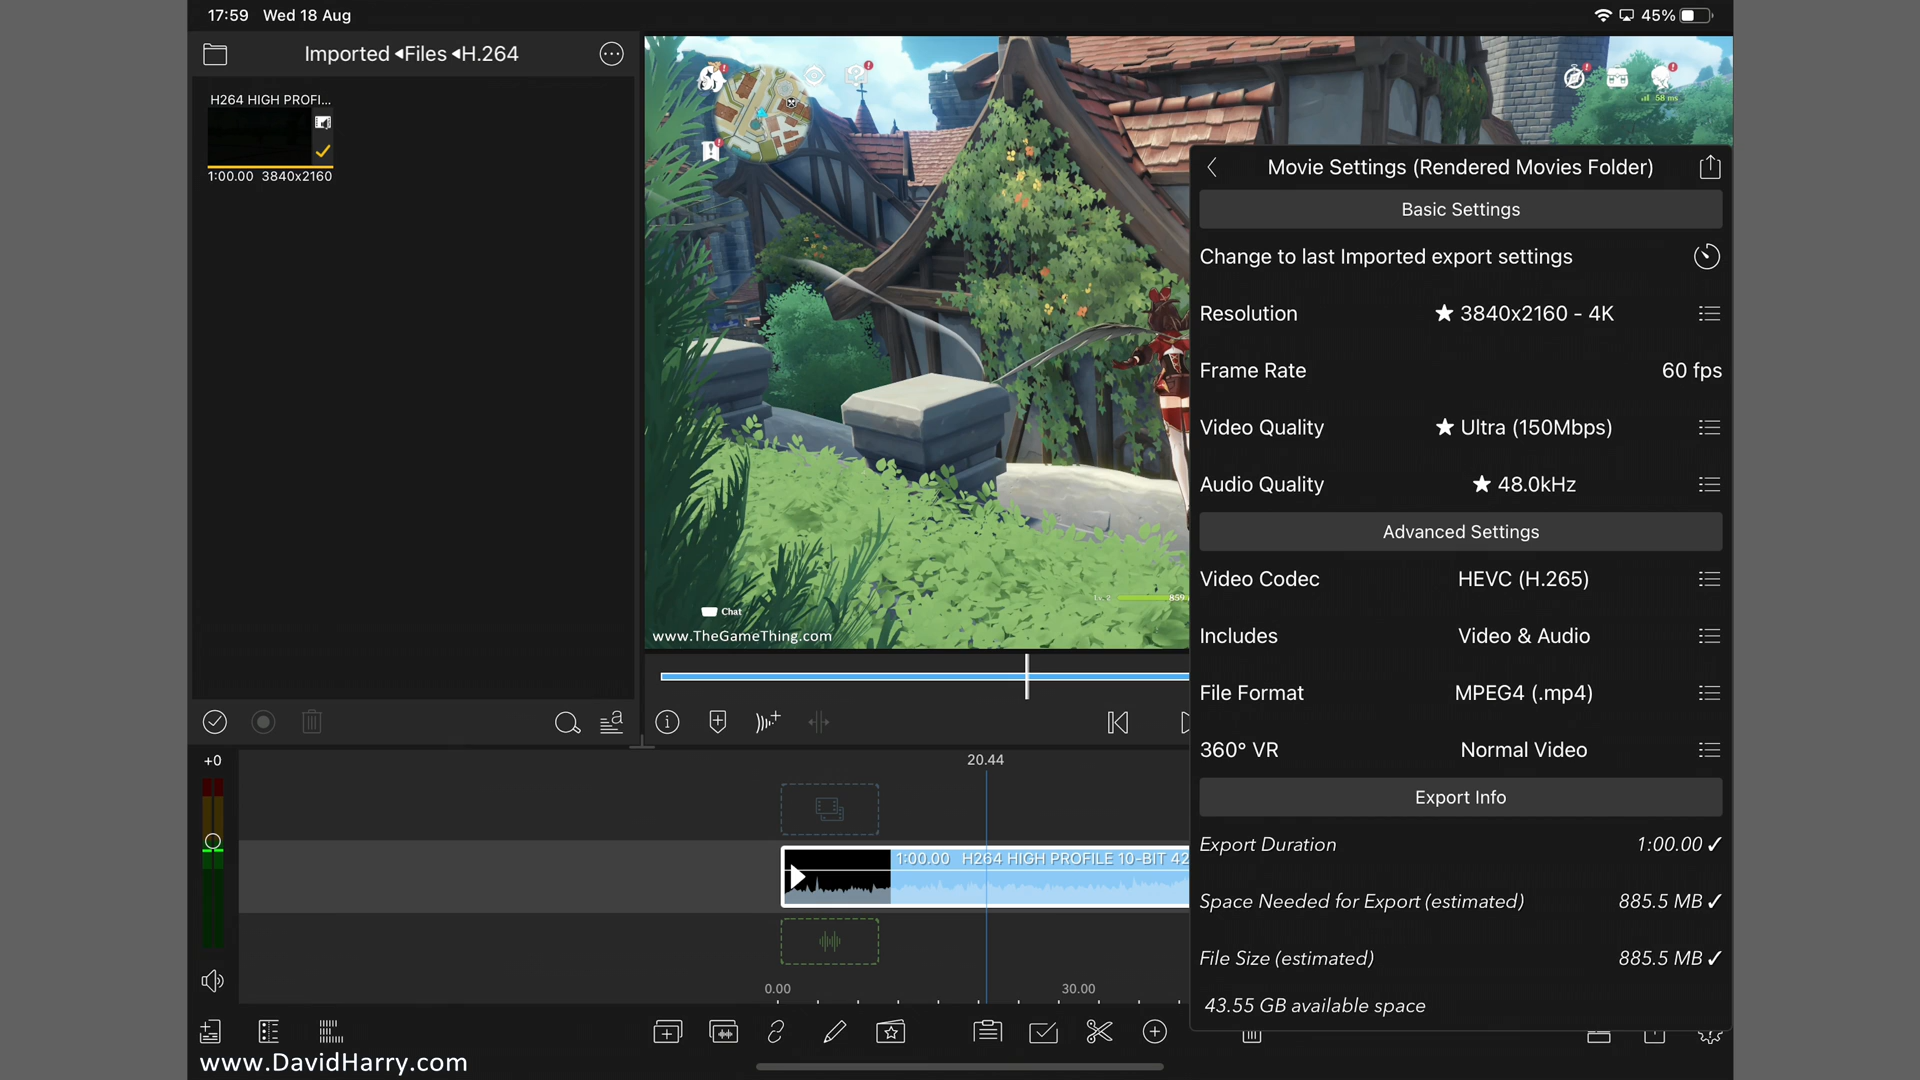 17:59 Wed 18 Aug
45%
Imported ◂Files ◂H.264
H264 HIGH PROFI...
1:00.00 3840x2160
58 ms
Chat
Lv. 2
859
www.TheGameThing.com
Movie Settings (Rendered Movies Folder)
Basic Settings
Change to last Imported export settings
Resolution ★ 3840x2160 - 4K
Frame Rate 60 fps
Video Quality ★ Ultra (150Mbps)
Audio Quality ★ 48.0kHz
Advanced Settings
Video Codec HEVC (H.265)
Includes Video & Audio
File Format MPEG4 (.mp4)
360° VR Normal Video
Export Info
Export Duration 1:00.00 ✓
Space Needed for Export (estimated) 885.5 MB ✓
File Size (estimated) 885.5 MB ✓
43.55 GB available space
+0
20.44
1:00.00 H264 HIGH PROFILE 10-BIT 42
0.00
30.00
www.DavidHarry.com